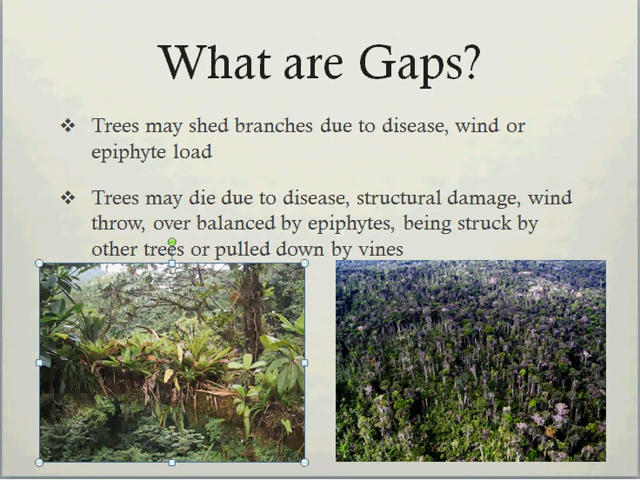 What are Gaps?
Trees may shed branches due to disease, wind or
epiphyte load
Trees may die due to disease, structural damage, wind
throw, over balanced by epiphytes, being struck by
other trees or pulled down by vines